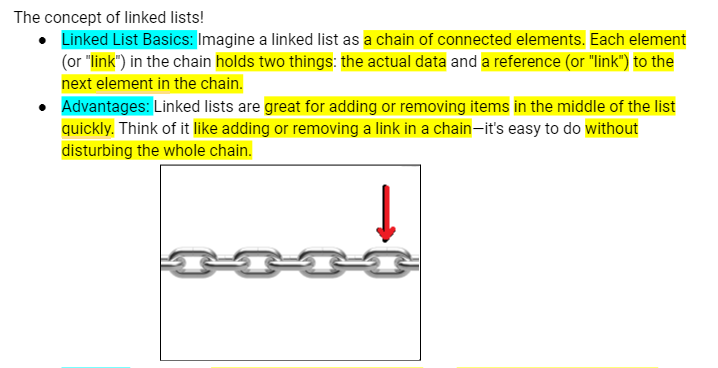 The concept of linked lists!
● Linked List Basics: Imagine a linked list as a chain of connected elements. Each element
(or "link") in the chain holds two things: the actual data and a reference (or "link") to the
next element in the chain.
● Advantages: Linked lists are great for adding or removing items in the middle of the list
quickly. Think of it like adding or removing a link in a chain—it's easy to do without
disturbing the whole chain.